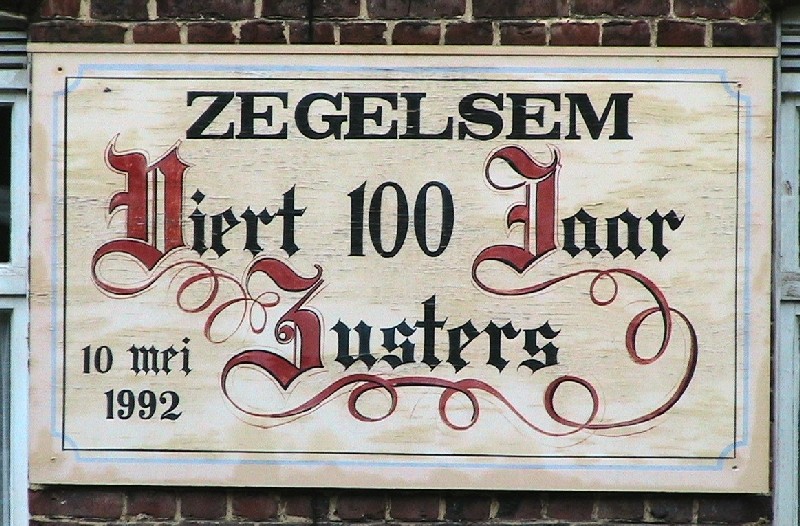 ZEGELSEM
Viert 100 Jaar
Zusters
10 mei
1992